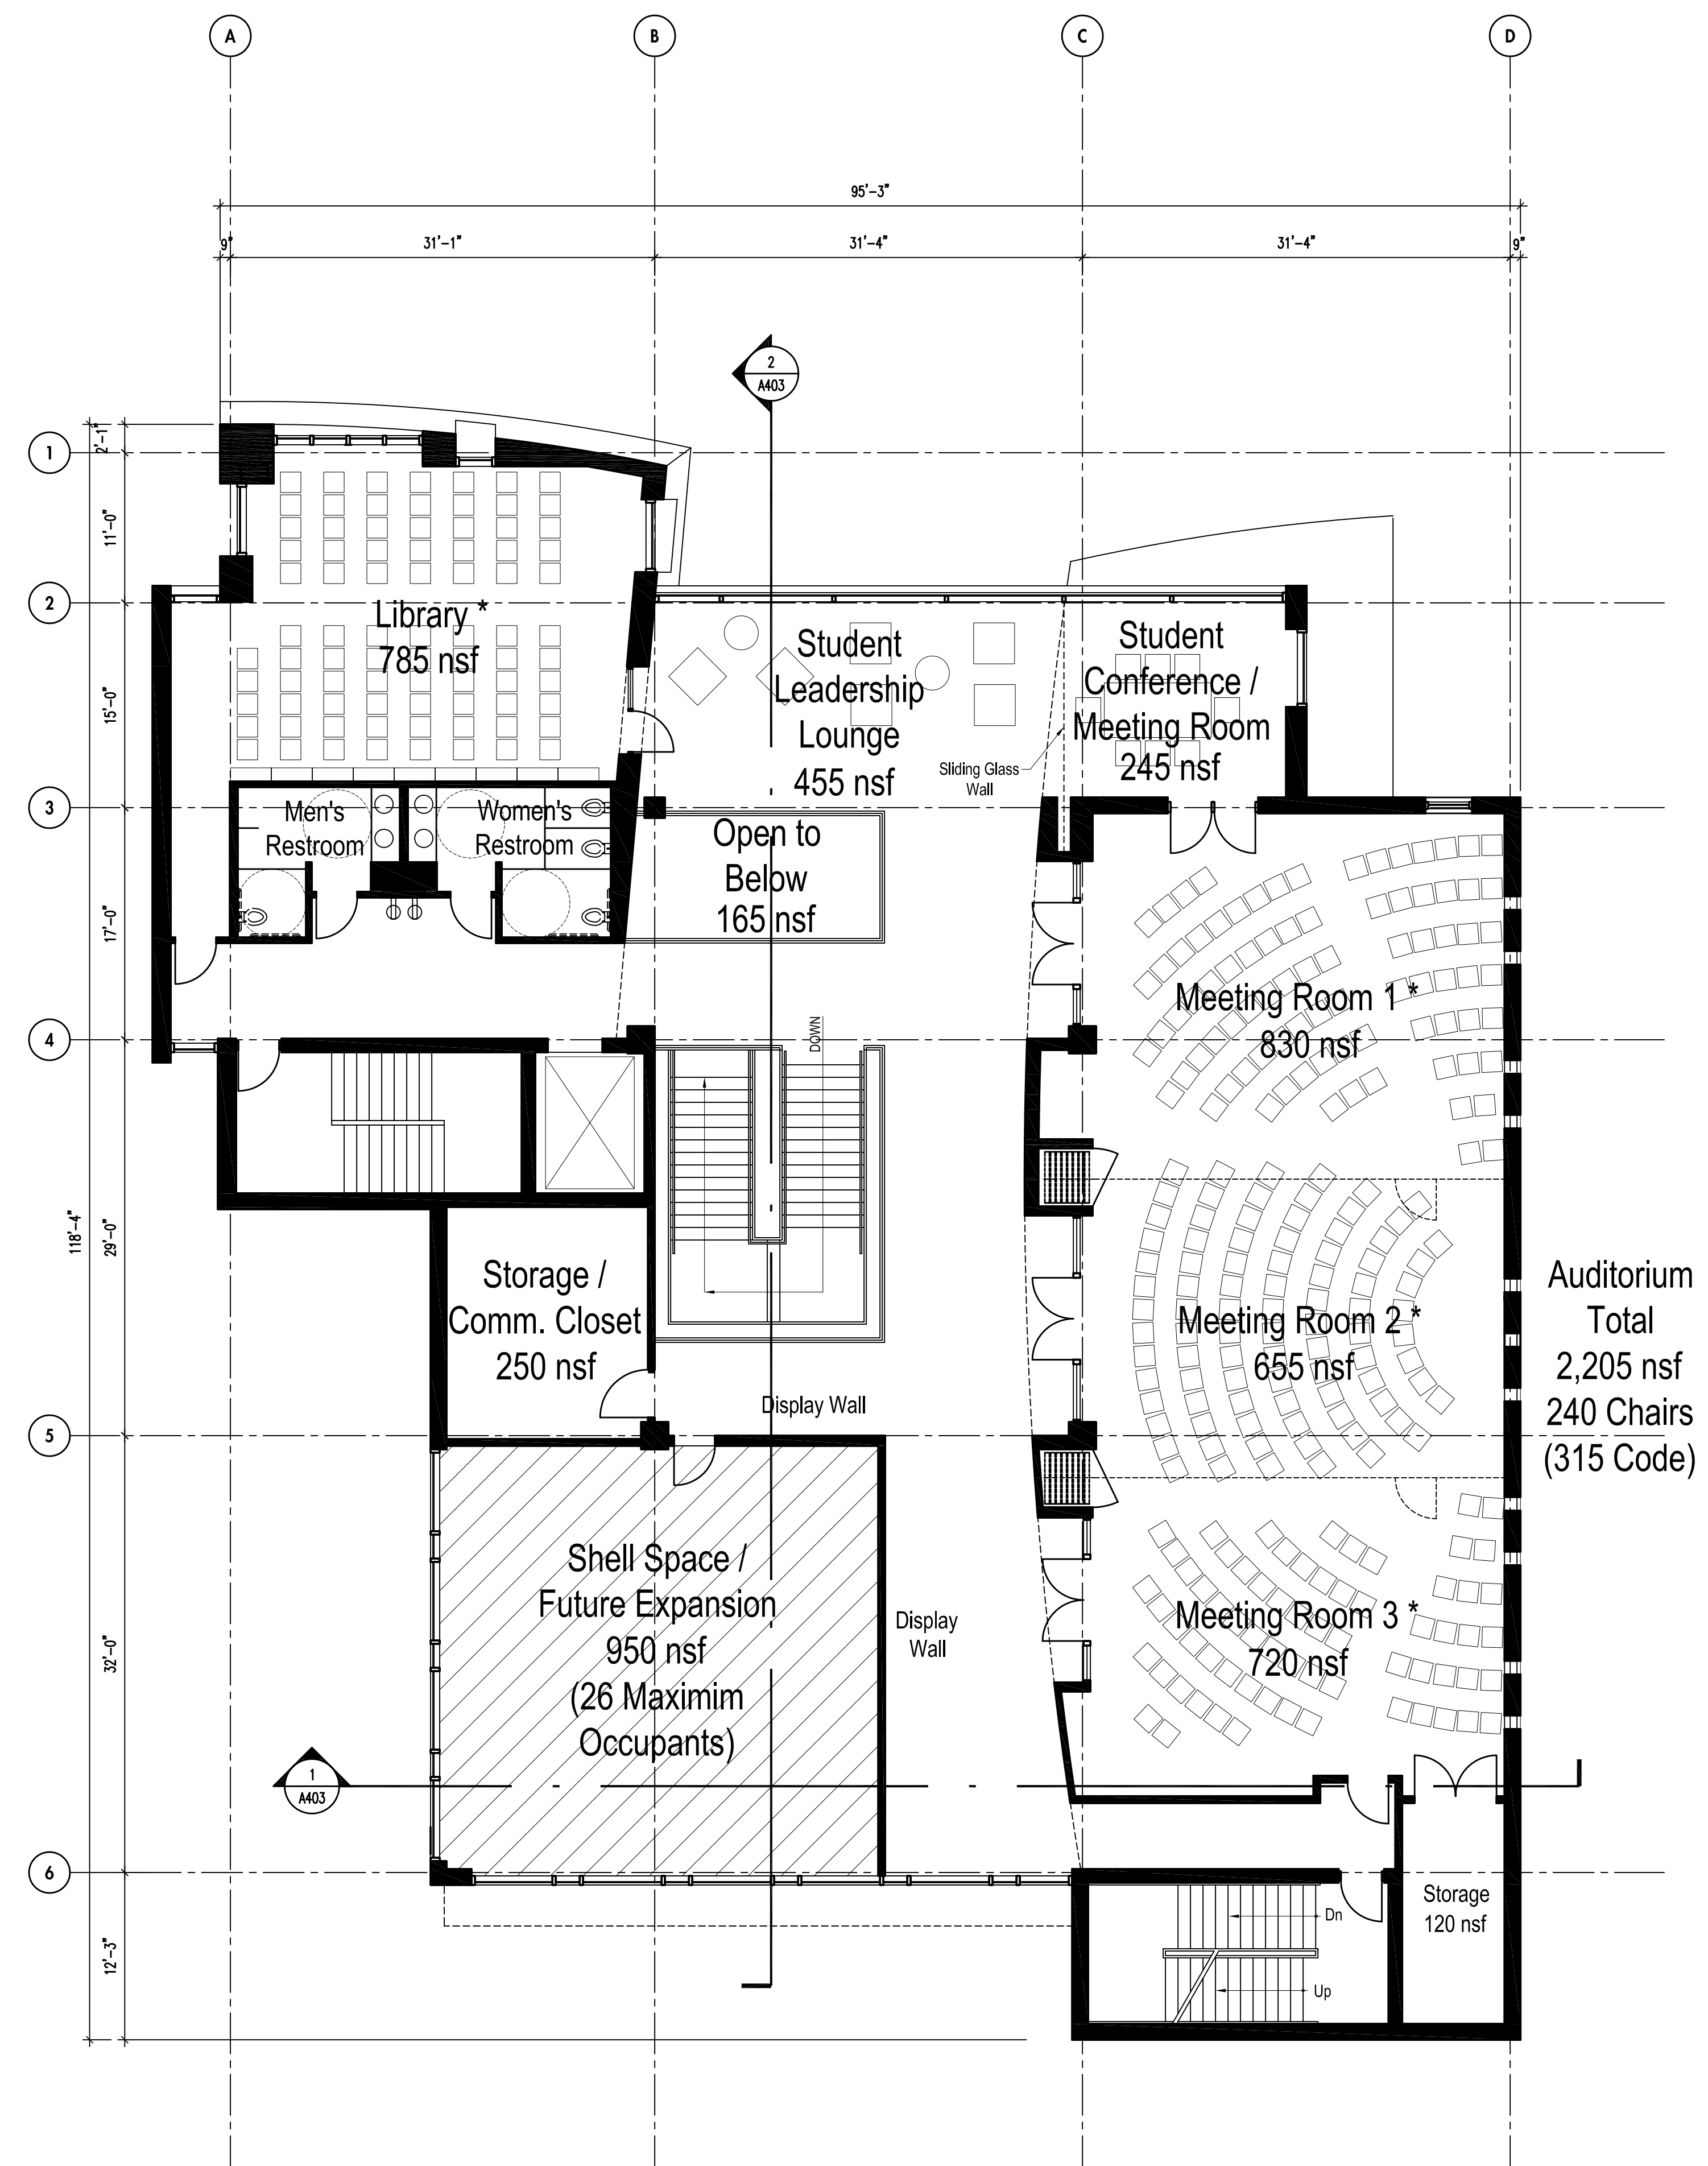 A
B
C
D
95'-3"
9"
31'-1"
31'-4"
31'-4"
9"
2
A403
1
2'-1"
11'-0"
2
Library *
785 nsf
15'-0"
Student
Leadership
Lounge
455 nsf
Student
Conference /
Meeting Room
245 nsf
Sliding Glass
Wall
3
Men's
Restroom
Women's
Restroom
Open to
Below
165 nsf
17'-0"
Meeting Room 1 *
830 nsf
4
DOWN
118'-4"
29'-0"
Storage /
Comm. Closet
250 nsf
Meeting Room 2 *
655 nsf
Auditorium
Total
2,205 nsf
240 Chairs
(315 Code)
Display Wall
5
Shell Space /
Future Expansion
950 nsf
(26 Maximim
Occupants)
Display
Wall
32'-0"
Meeting Room 3 *
720 nsf
1
A403
6
Storage
120 nsf
Dn
Up
12'-3"